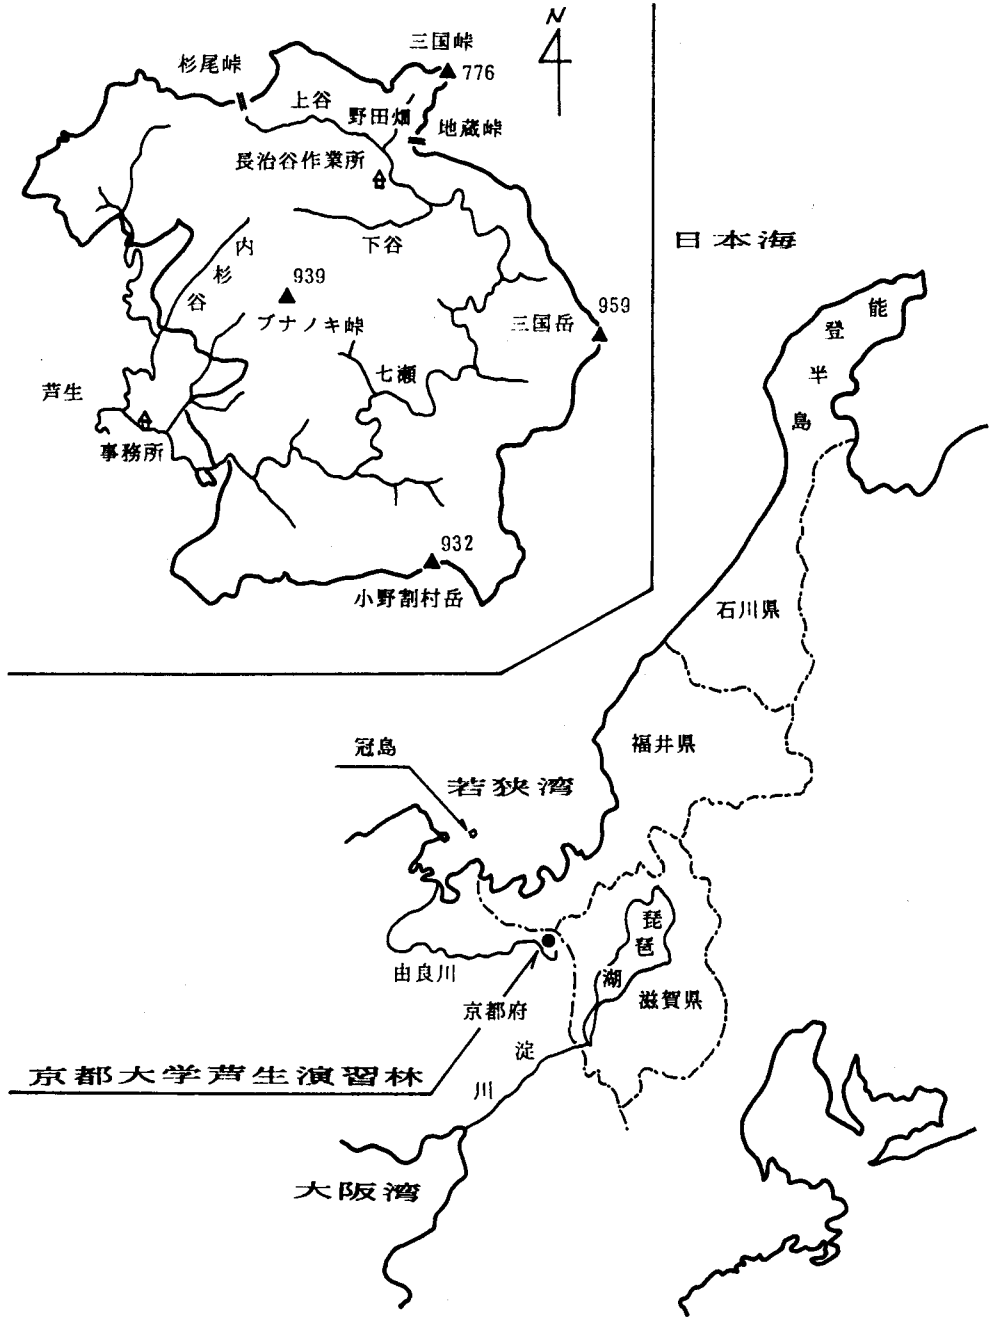 N
三国峠
776
杉尾峠
上谷
野田畑
地蔵峠
長治谷作業所
下谷
内杉谷
939
ブナノキ峠
959
三国岳
七瀬
芦生
事務所
932
小野割村岳
日本海
能登半島
石川県
福井県
冠島
若狭湾
琵琶湖
由良川
滋賀県
京都府
淀川
京都大学芦生演習林
大阪湾